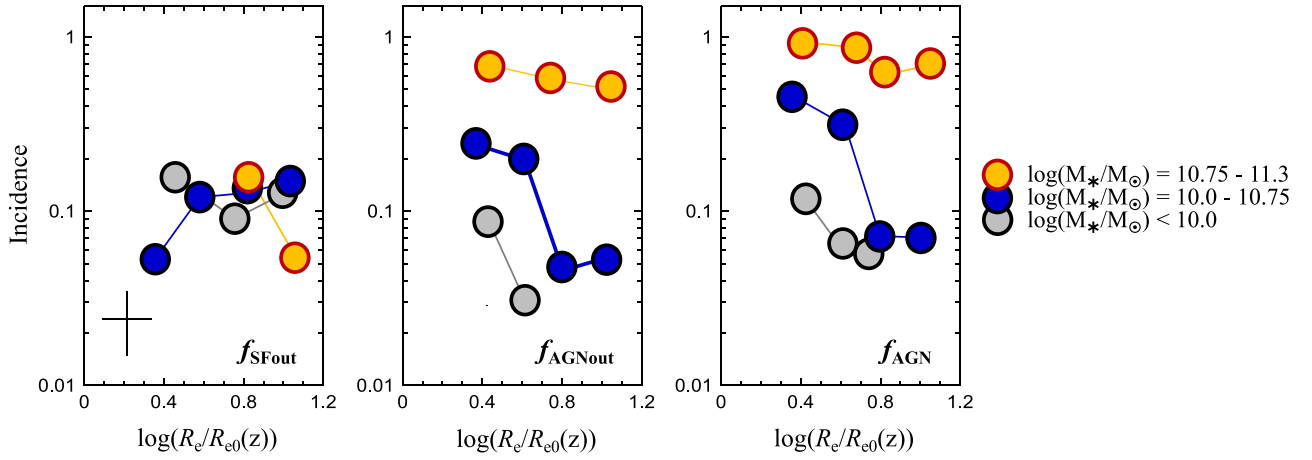 Incidence
1
0.1
0.01
0
0.4
0.8
1.2
f SFout
log(Re/Re0(z))
1
0.1
0.01
0
0.4
0.8
1.2
f AGNout
log(Re/Re0(z))
1
0.1
0.01
0
0.4
0.8
1.2
f AGN
log(Re/Re0(z))
log(M∗/M⊙) = 10.75 - 11.3
log(M∗/M⊙) = 10.0 - 10.75
log(M∗/M⊙) < 10.0